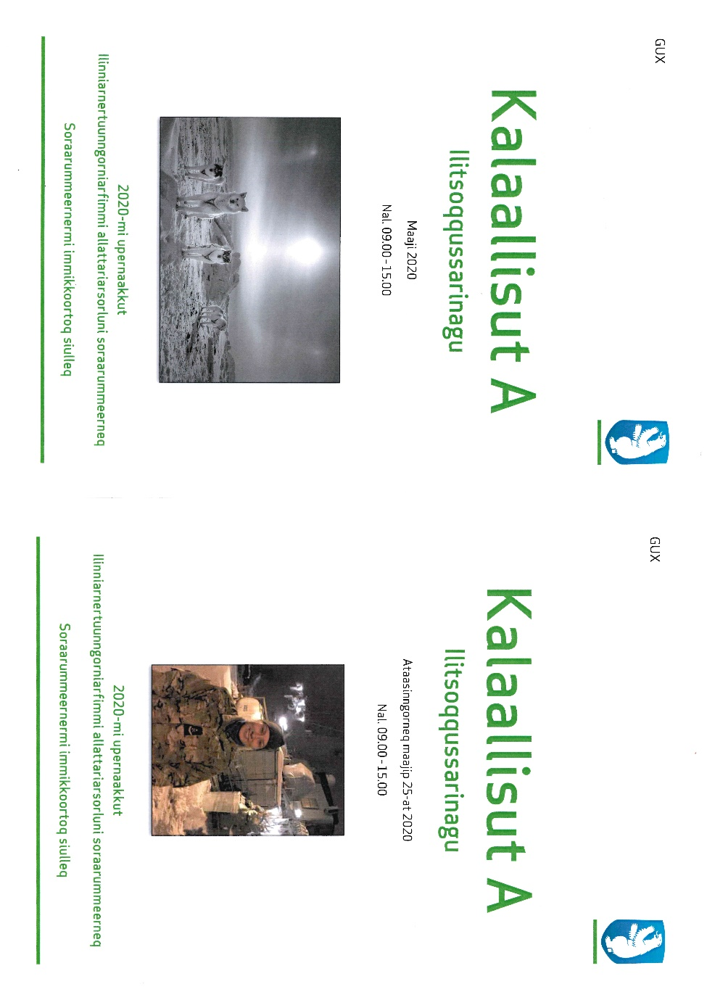 GUX
Kalaallisut A
Ilitsoqqussarinagu
Maaji 2020
Nal. 09.00 - 15.00
2020-mi upernaakkut
Ilinniarnertuunngorniarfimmi allattariarsorluni soraarummeerneq
Soraarummeernermi immikkoortoq siulleq
GUX
Kalaallisut A
Ilitsoqqussarinagu
Ataasinngorneq maajip 25-at 2020
Nal. 09.00 - 15.00
2020-mi upernaakkut
Ilinniarnertuunngorniarfimmi allattariarsorluni soraarummeerneq
Soraarummeernermi immikkoortoq siulleq